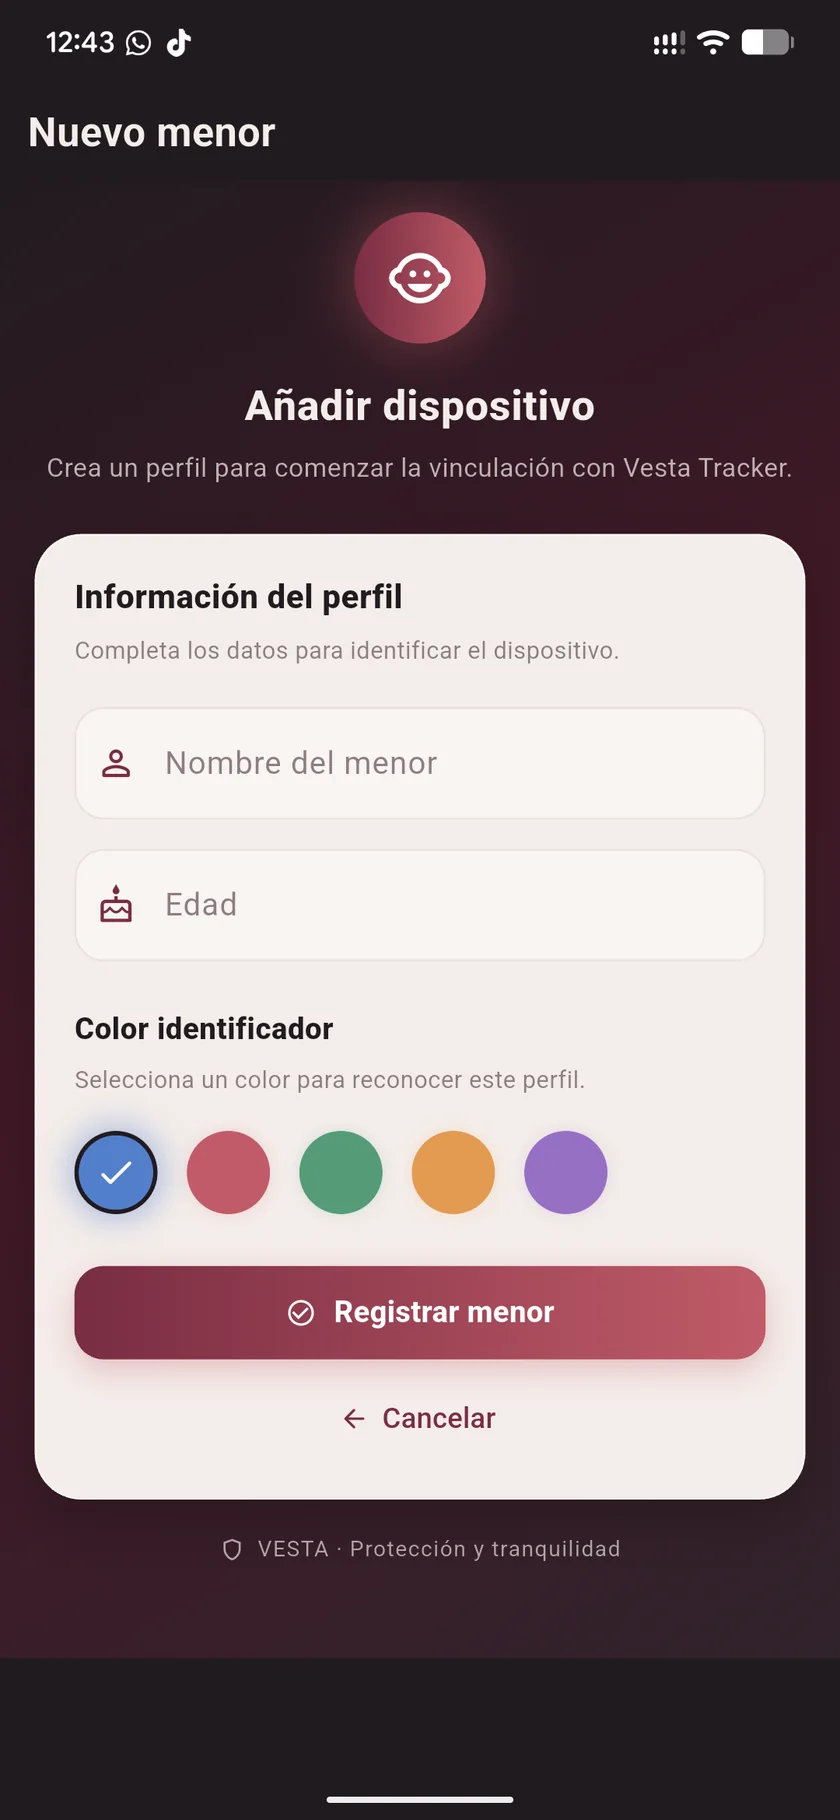 12:43
Nuevo menor
Añadir dispositivo
Crea un perfil para comenzar la vinculación con Vesta Tracker.
Información del perfil
Completa los datos para identificar el dispositivo.
Nombre del menor
Edad
Color identificador
Selecciona un color para reconocer este perfil.
Registrar menor
Cancelar
VESTA · Protección y tranquilidad